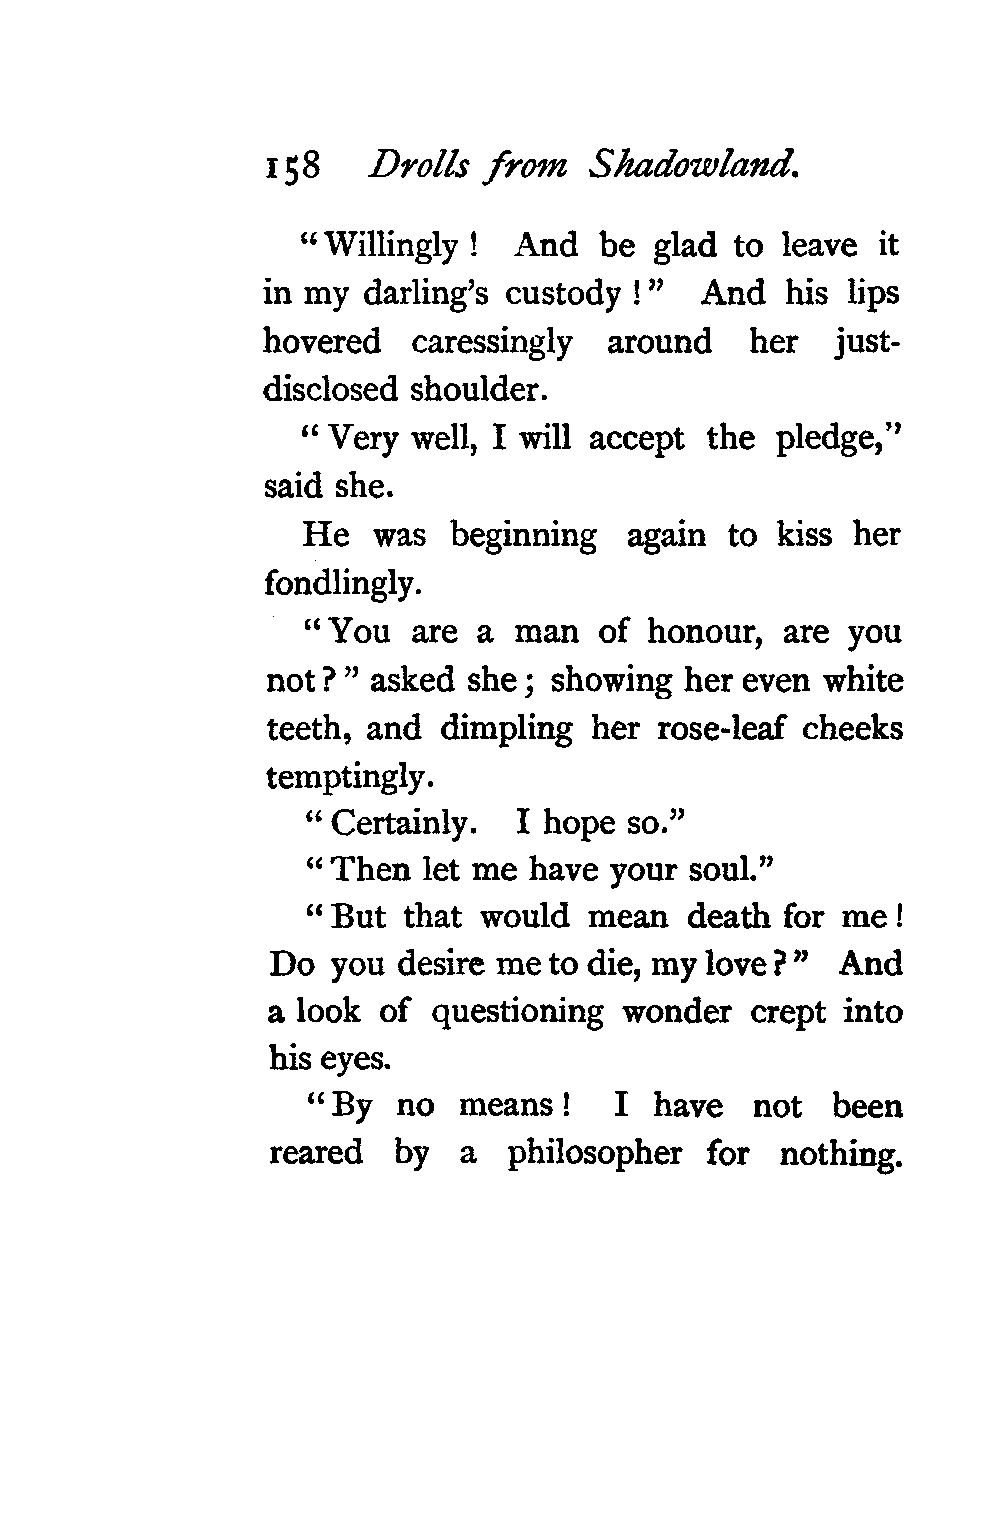 158 Drolls from Shadowland.
"Willingly! And be glad to leave it
in my darling's custody!" And his lips
hovered caressingly around her just-
disclosed shoulder.
"Very well, I will accept the pledge,"
said she.
He was beginning again to kiss her
fondlingly.
"You are a man of honour, are you
not?" asked she; showing her even white
teeth, and dimpling her rose-leaf cheeks
temptingly.
"Certainly. I hope so."
"Then let me have your soul."
"But that would mean death for me!
Do you desire me to die, my love?" And
a look of questioning wonder crept into
his eyes.
"By no means! I have not been
reared by a philosopher for nothing.